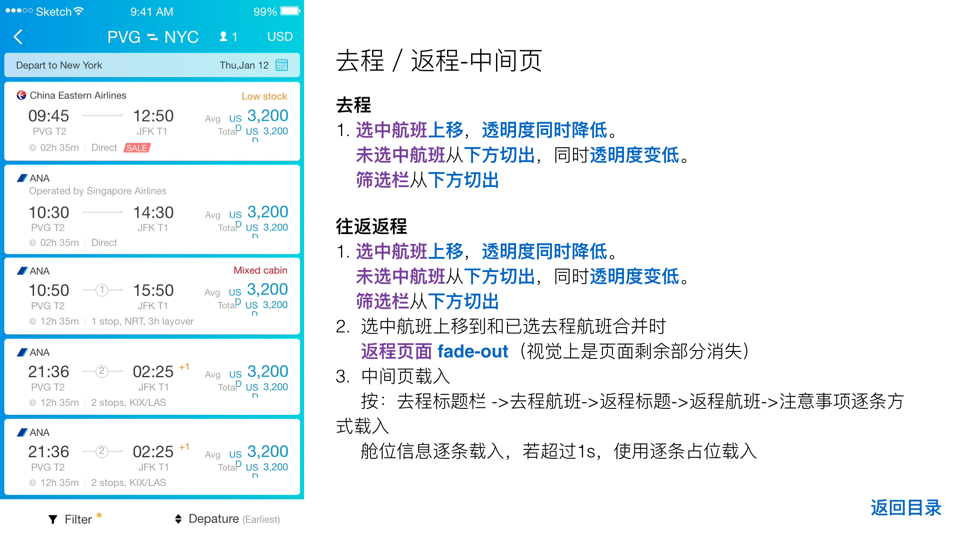 Sketch 9:41 AM 99%
PVG ⇋ NYC 1 USD
Depart to New York Thu,Jan 12
China Eastern Airlines Low stock
09:45 12:50 Avg USD 3,200
PVG T2 JFK T1 Total USD 3,200
02h 35m | Direct SALE
ANA
Operated by Singapore Airlines
10:30 14:30 Avg USD 3,200
PVG T2 JFK T1 Total USD 3,200
02h 35m | Direct
ANA Mixed cabin
10:50 1 15:50 Avg USD 3,200
PVG T2 JFK T1 Total USD 3,200
12h 35m | 1 stop, NRT, 3h layover
ANA
21:36 2 02:25 +1 Avg USD 3,200
PVG T2 JFK T1 Total USD 3,200
12h 35m | 2 stops, KIX/LAS
ANA
21:36 2 02:25 +1 Avg USD 3,200
PVG T2 JFK T1 Total USD 3,200
12h 35m | 2 stops, KIX/LAS
Filter Depature (Earliest)
去程 / 返程-中间页
去程
1. 选中航班上移，透明度同时降低。
未选中航班从下方切出，同时透明度变低。
筛选栏从下方切出
往返返程
1. 选中航班上移，透明度同时降低。
未选中航班从下方切出，同时透明度变低。
筛选栏从下方切出
2. 选中航班上移到和已选去程航班合并时
返程页面 fade-out（视觉上是页面剩余部分消失）
3. 中间页载入
按：去程标题栏 ->去程航班->返程标题->返程航班->注意事项逐条方
式载入
舱位信息逐条载入，若超过1s，使用逐条占位载入
返回目录